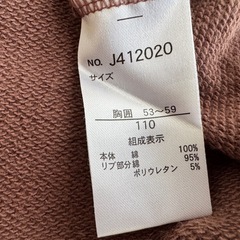 NO. J412020
サイズ
胸囲 53〜59
110
組成表示
本体 綿 100%
リブ部分綿 95%
ポリウレタン 5%